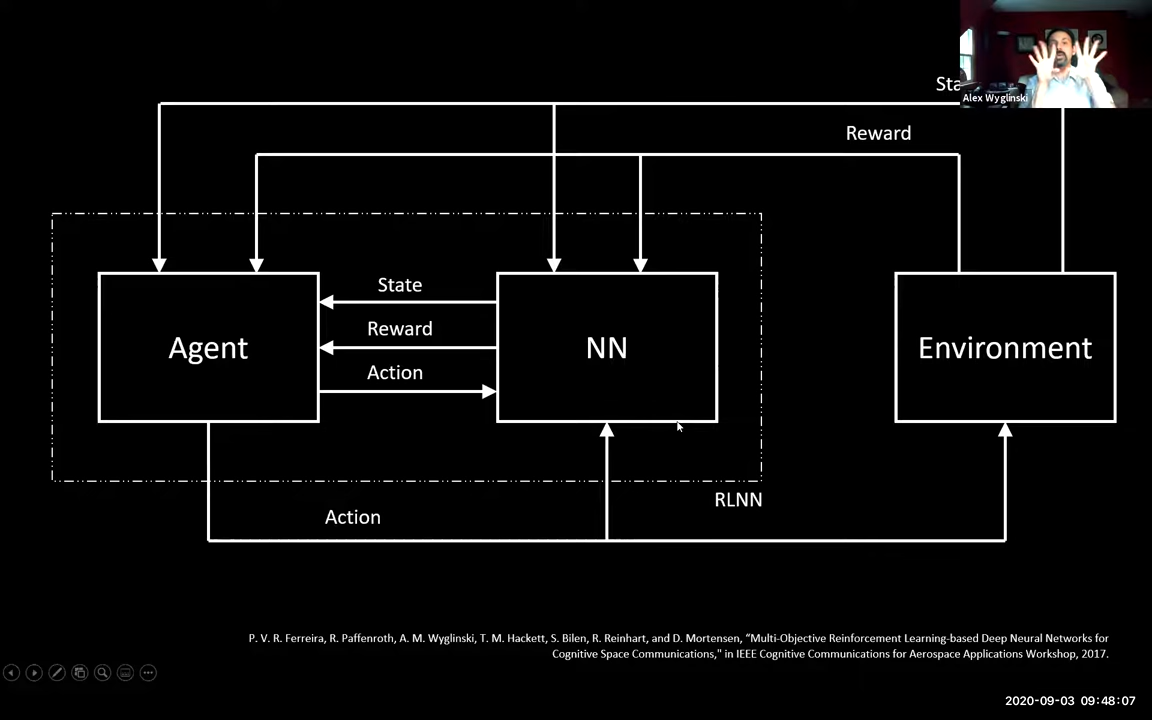 Alex Wyglinski
Reward
State
Reward
Action
Agent
NN
Environment
RLNN
Action
P. V. R. Ferreira, R. Paffenroth, A. M. Wyglinski, T. M. Hackett, S. Bilen, R. Reinhart, and D. Mortensen, “Multi-Objective Reinforcement Learning-based Deep Neural Networks for
Cognitive Space Communications," in IEEE Cognitive Communications for Aerospace Applications Workshop, 2017.
2020-09-03 09:48:07